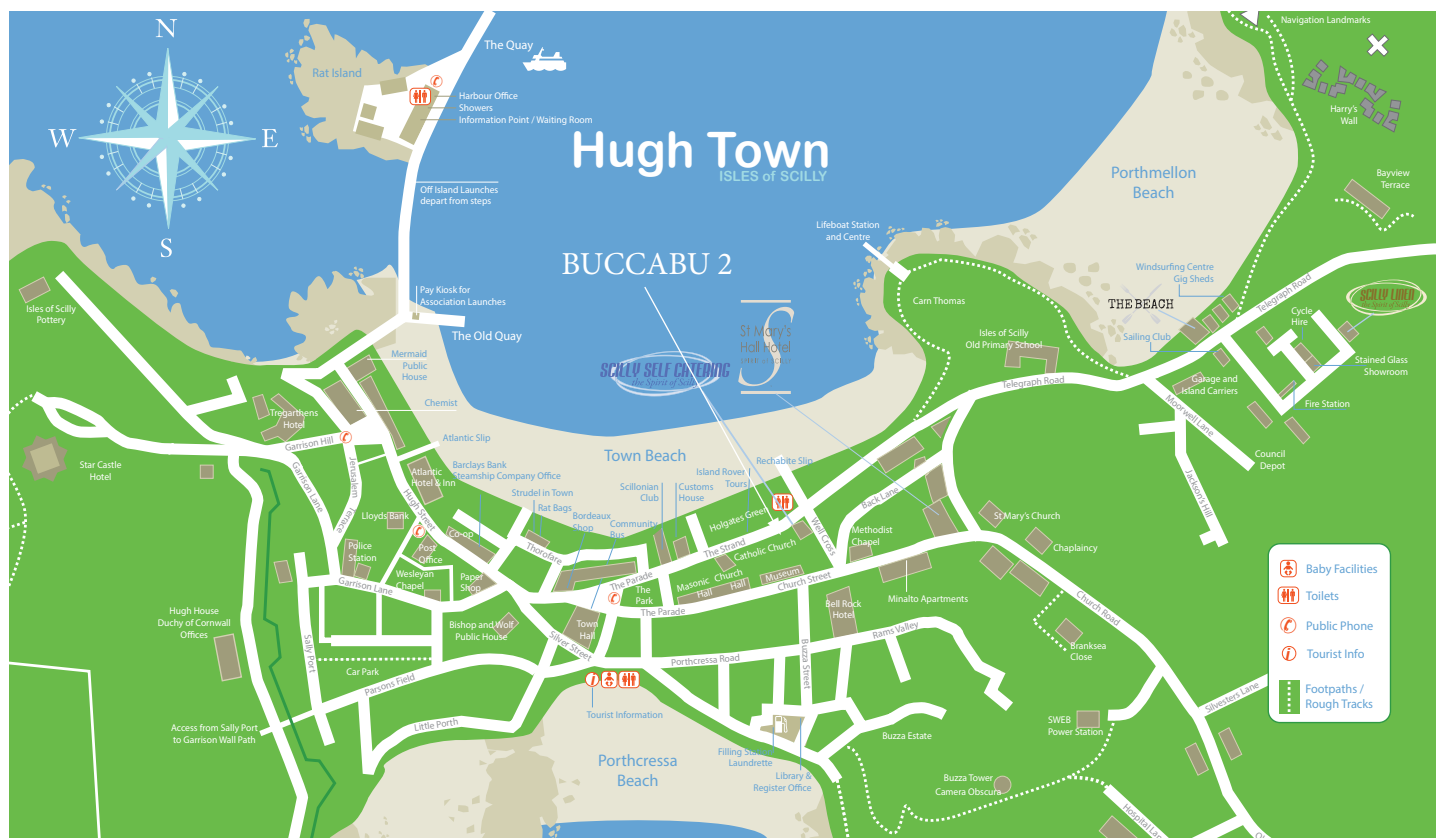 N
W
E
S
Rat Island
The Quay
Harbour Office
Showers
Information Point / Waiting Room
Off Island Launches
depart from steps
Hugh Town
ISLES of SCILLY
BUCCABU 2
Navigation Landmarks
Harry's
Wall
Bayview
Terrace
Porthmellon
Beach
Lifeboat Station
and Centre
Windsurfing Centre
Gig Sheds
THE BEACH
Telegraph Road
SCILLY LINEN
the Spirit of Scilly
Cycle
Hire
Sailing Club
Stained Glass
Showroom
Garage and
Island Carriers
Fire Station
Moorwell Lane
Council
Depot
Jackson's Hill
Carn Thomas
Isles of Scilly
Old Primary School
Telegraph Road
Isles of Scilly
Pottery
Pay Kiosk for
Association Launches
The Old Quay
Mermaid
Public
House
Chemist
SCILLY SELF CATERING
the Spirit of Scilly
S
St Mary's
Hall Hotel
Tregarthens
Hotel
Garrison Hill
Star Castle
Hotel
Garrison Lane
Jerusalem
Terrace
Atlantic Slip
Atlantic
Hotel & Inn
Hugh Street
Barclays Bank
Steamship Company Office
Strudel in Town
Rat Bags
Bordeaux
Shop
Community
Bus
Town Beach
Scillonian
Club
Customs
House
Island Rover
Tours
Rechabite Slip
Holgates Green
Lloyds Bank
Police
Station
Post
Office
Co-op
Thorofare
Wesleyan
Chapel
Paper
Shop
Garrison Lane
The Strand
Catholic Church
Well Cross
Back Lane
Methodist
Chapel
St Mary's Church
Chaplaincy
The Parade
The
Park
The Parade
Masonic
Hall
Church
Hall
Museum
Church Street
Minalto Apartments
Bell Rock
Hotel
Rams Valley
Church Road
Branksea
Close
Hugh House
Duchy of Cornwall
Offices
Sally Port
Bishop and Wolf
Public House
Town
Hall
Silver Street
Porthcressa Road
Buzza Street
Car Park
Parsons Field
Little Porth
Access from Sally Port
to Garrison Wall Path
Tourist Information
Porthcressa
Beach
Filling Station
Laundrette
Library &
Register Office
Buzza Estate
SWEB
Power Station
Silvesters Lane
Buzza Tower
Camera Obscura
Hospital La
Baby Facilities
Toilets
Public Phone
Tourist Info
Footpaths /
Rough Tracks